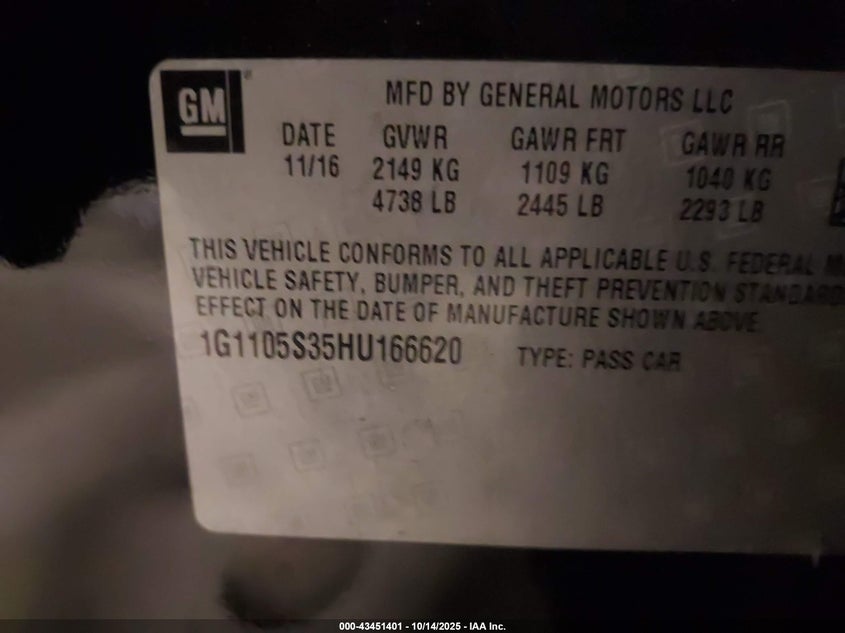 GM
MFD BY GENERAL MOTORS LLC
DATE GVWR GAWR FRT GAWR RR
11/16 2149 KG 1109 KG 1040 KG
4738 LB 2445 LB 2293 LB
THIS VEHICLE CONFORMS TO ALL APPLICABLE U.S. FEDERAL
VEHICLE SAFETY, BUMPER, AND THEFT PREVENTION STANDARD
EFFECT ON THE DATE OF MANUFACTURE SHOWN ABOVE.
1G1105S35HU166620 TYPE: PASS CAR
000-43451401 - 10/14/2025 - IAA Inc.